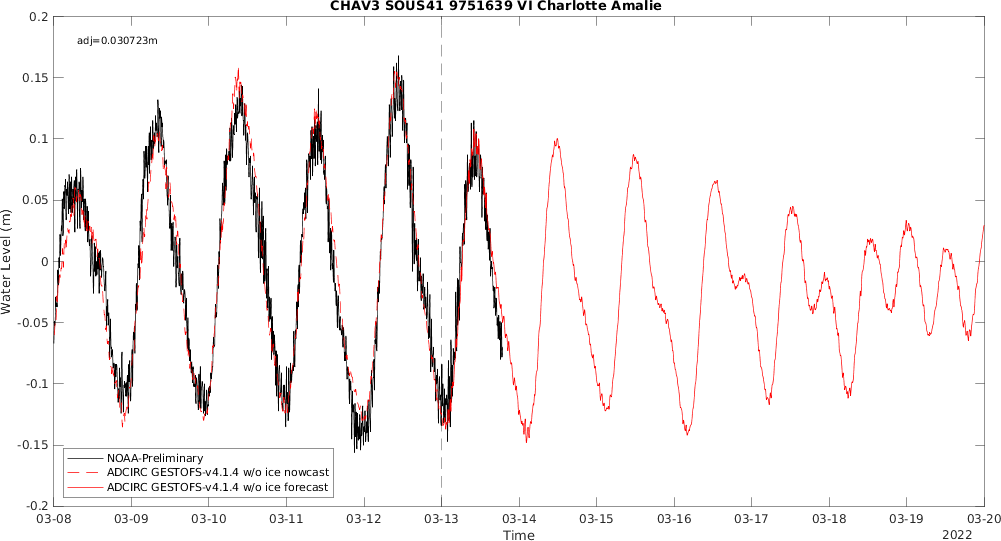 CHAV3 SOUS41 9751639 VI Charlotte Amalie
adj=0.030723m
Water Level (m)
0.2
0.15
0.1
0.05
0
-0.05
-0.1
-0.15
-0.2
NOAA-Preliminary
ADCIRC GESTOFS-v4.1.4 w/o ice nowcast
ADCIRC GESTOFS-v4.1.4 w/o ice forecast
03-08 03-09 03-10 03-11 03-12 03-13 03-14 03-15 03-16 03-17 03-18 03-19 03-20
Time
2022